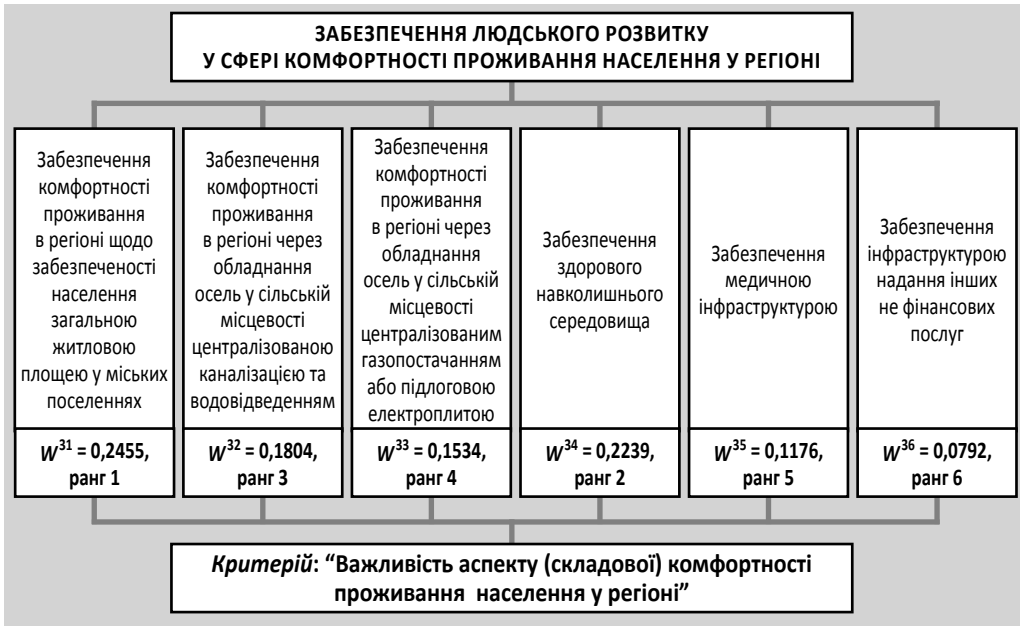 ЗАБЕЗПЕЧЕННЯ ЛЮДСЬКОГО РОЗВИТКУ
У СФЕРІ КОМФОРТНОСТІ ПРОЖИВАННЯ НАСЕЛЕННЯ У РЕГІОНІ
Забезпечення
комфортності
проживання
в регіоні щодо
забезпеченості
населення
загальною
житловою
площею у міських
поселеннях
W³¹ = 0,2455,
ранг 1
Забезпечення
комфортності
проживання
в регіоні через
обладнання
осель у сільській
місцевості
централізованою
каналізацією та
водовідведенням
W³² = 0,1804,
ранг 3
Забезпечення
комфортності
проживання
в регіоні через
обладнання
осель у сільській
місцевості
централізованим
газопостачанням
або підлоговою
електроплитою
W³³ = 0,1534,
ранг 4
Забезпечення
здорового
навколишнього
середовища
W³⁴ = 0,2239,
ранг 2
Забезпечення
медичною
інфраструктурою
W³⁵ = 0,1176,
ранг 5
Забезпечення
інфраструктурою
надання інших
не фінансових
послуг
W³⁶ = 0,0792,
ранг 6
Критерій: “Важливість аспекту (складової) комфортності
проживання населення у регіоні”